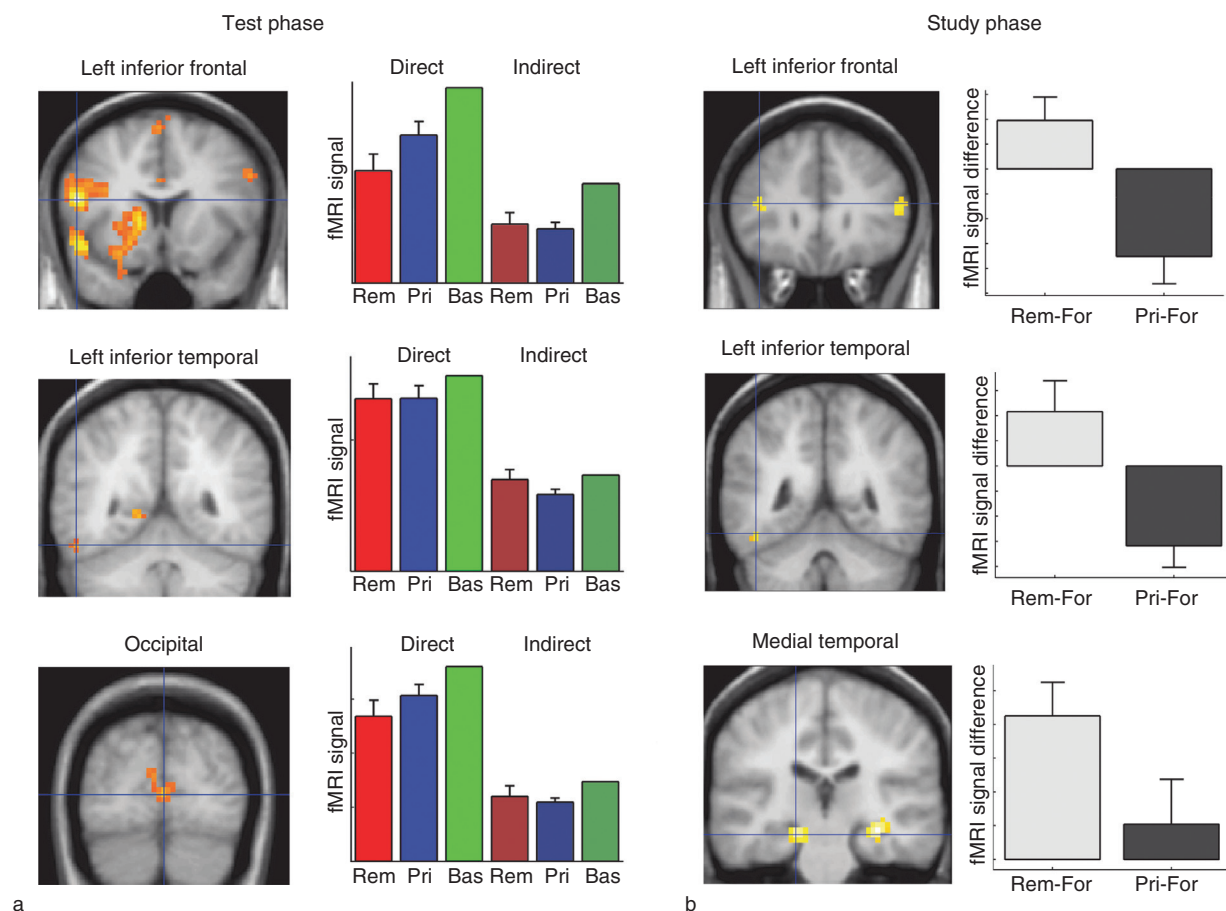 Test phase
Left inferior frontal
Direct Indirect
fMRI signal
Rem Pri Bas Rem Pri Bas
Left inferior temporal
Direct Indirect
fMRI signal
Rem Pri Bas Rem Pri Bas
Occipital
Direct Indirect
fMRI signal
Rem Pri Bas Rem Pri Bas
a
Study phase
Left inferior frontal
fMRI signal difference
Rem-For Pri-For
Left inferior temporal
fMRI signal difference
Rem-For Pri-For
Medial temporal
fMRI signal difference
Rem-For Pri-For
b